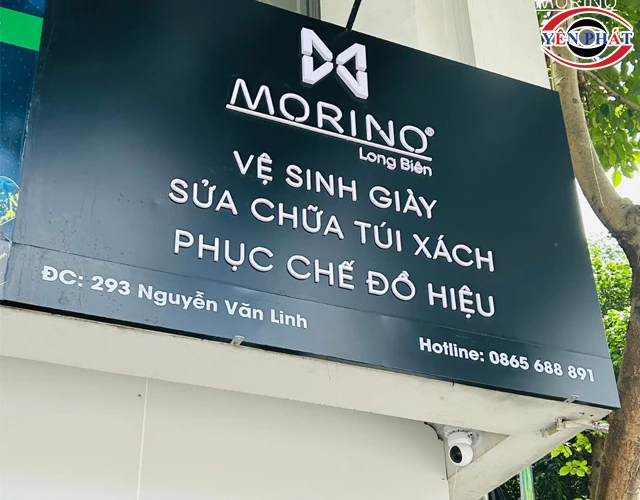 MORINO
YÊN PHÁT
MORINO®
Long Biên
VỆ SINH GIÀY
SỬA CHỮA TÚI XÁCH
PHỤC CHẾ ĐỒ HIỆU
ĐC: 293 Nguyễn Văn Linh
Hotline: 0865 688 891